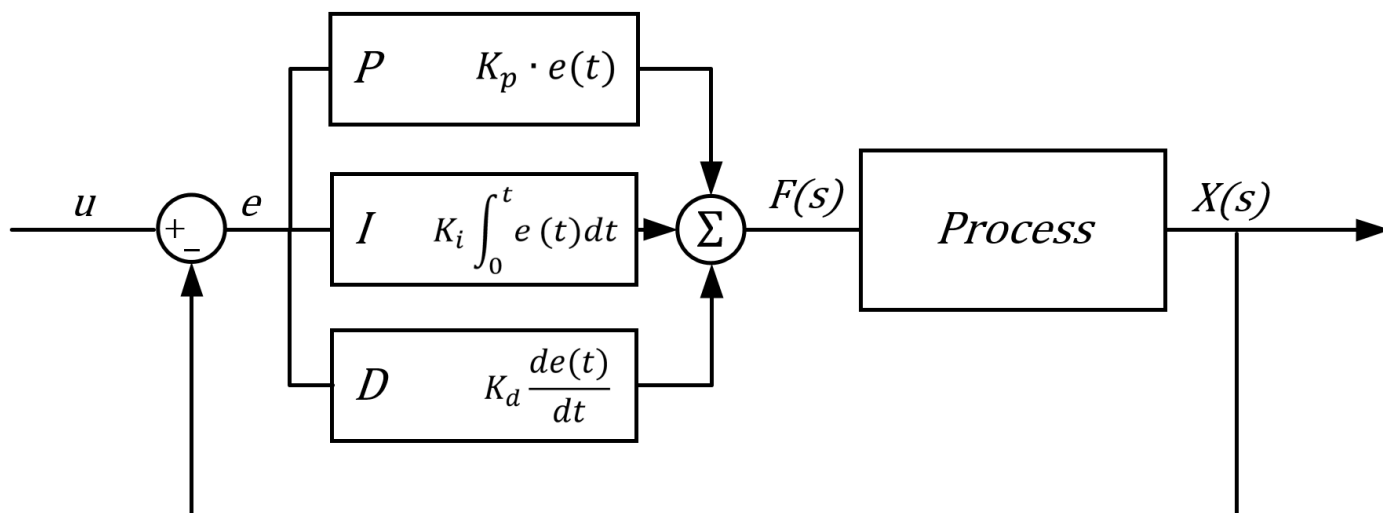 P K_p · e(t)
u
+
−
e
I K_i ∫_0^t e (t)dt
Σ
F(s)
Process
X(s)
D K_d de(t)/dt